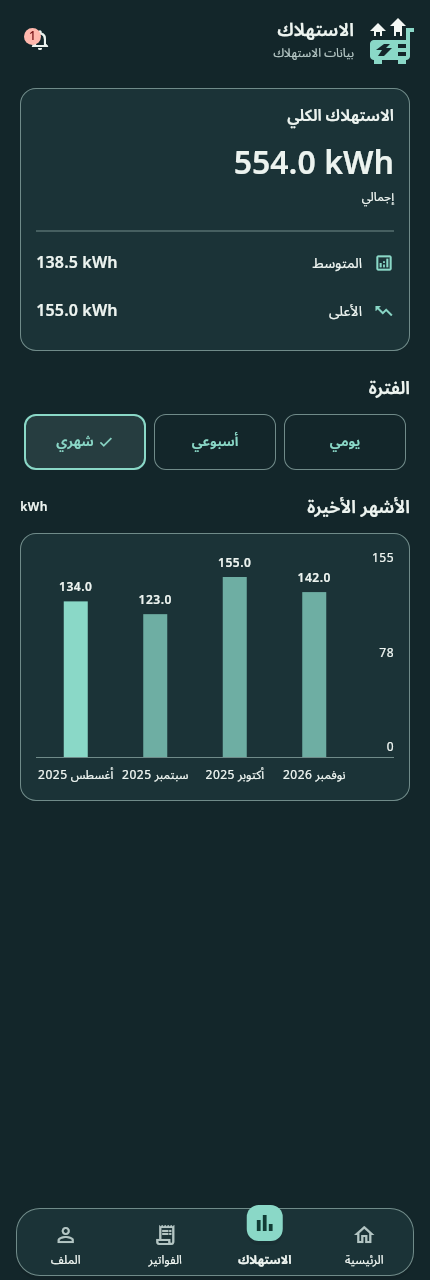 الاستهلاك
بيانات الاستهلاك
1
الاستهلاك الكلي
554.0 kWh
إجمالي
المتوسط 138.5 kWh
الأعلى 155.0 kWh
الفترة
يومي
أسبوعي
شهري
الأشهر الأخيرة kWh
155
78
0
142.0
155.0
123.0
134.0
نوفمبر 2026
أكتوبر 2025
سبتمبر 2025
أغسطس 2025
الرئيسية
الاستهلاك
الفواتير
الملف